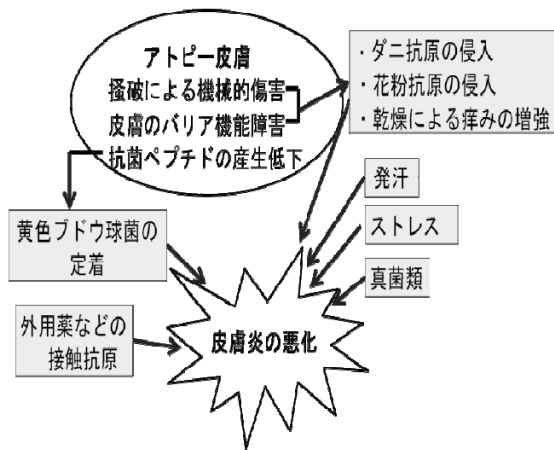 アトピー皮膚
掻破による機械的傷害
皮膚のバリア機能障害
抗菌ペプチドの産生低下
・ダニ抗原の侵入
・花粉抗原の侵入
・乾燥による痒みの増強
発汗
ストレス
真菌類
黄色ブドウ球菌の
定着
外用薬などの
接触抗原
皮膚炎の悪化